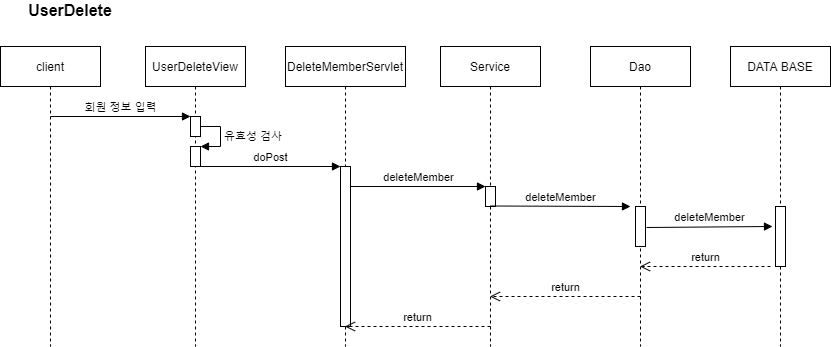 UserDelete
client
UserDeleteView
DeleteMemberServlet
Service
Dao
DATA BASE
회원 정보 입력
유효성 검사
doPost
deleteMember
deleteMember
deleteMember
return
return
return